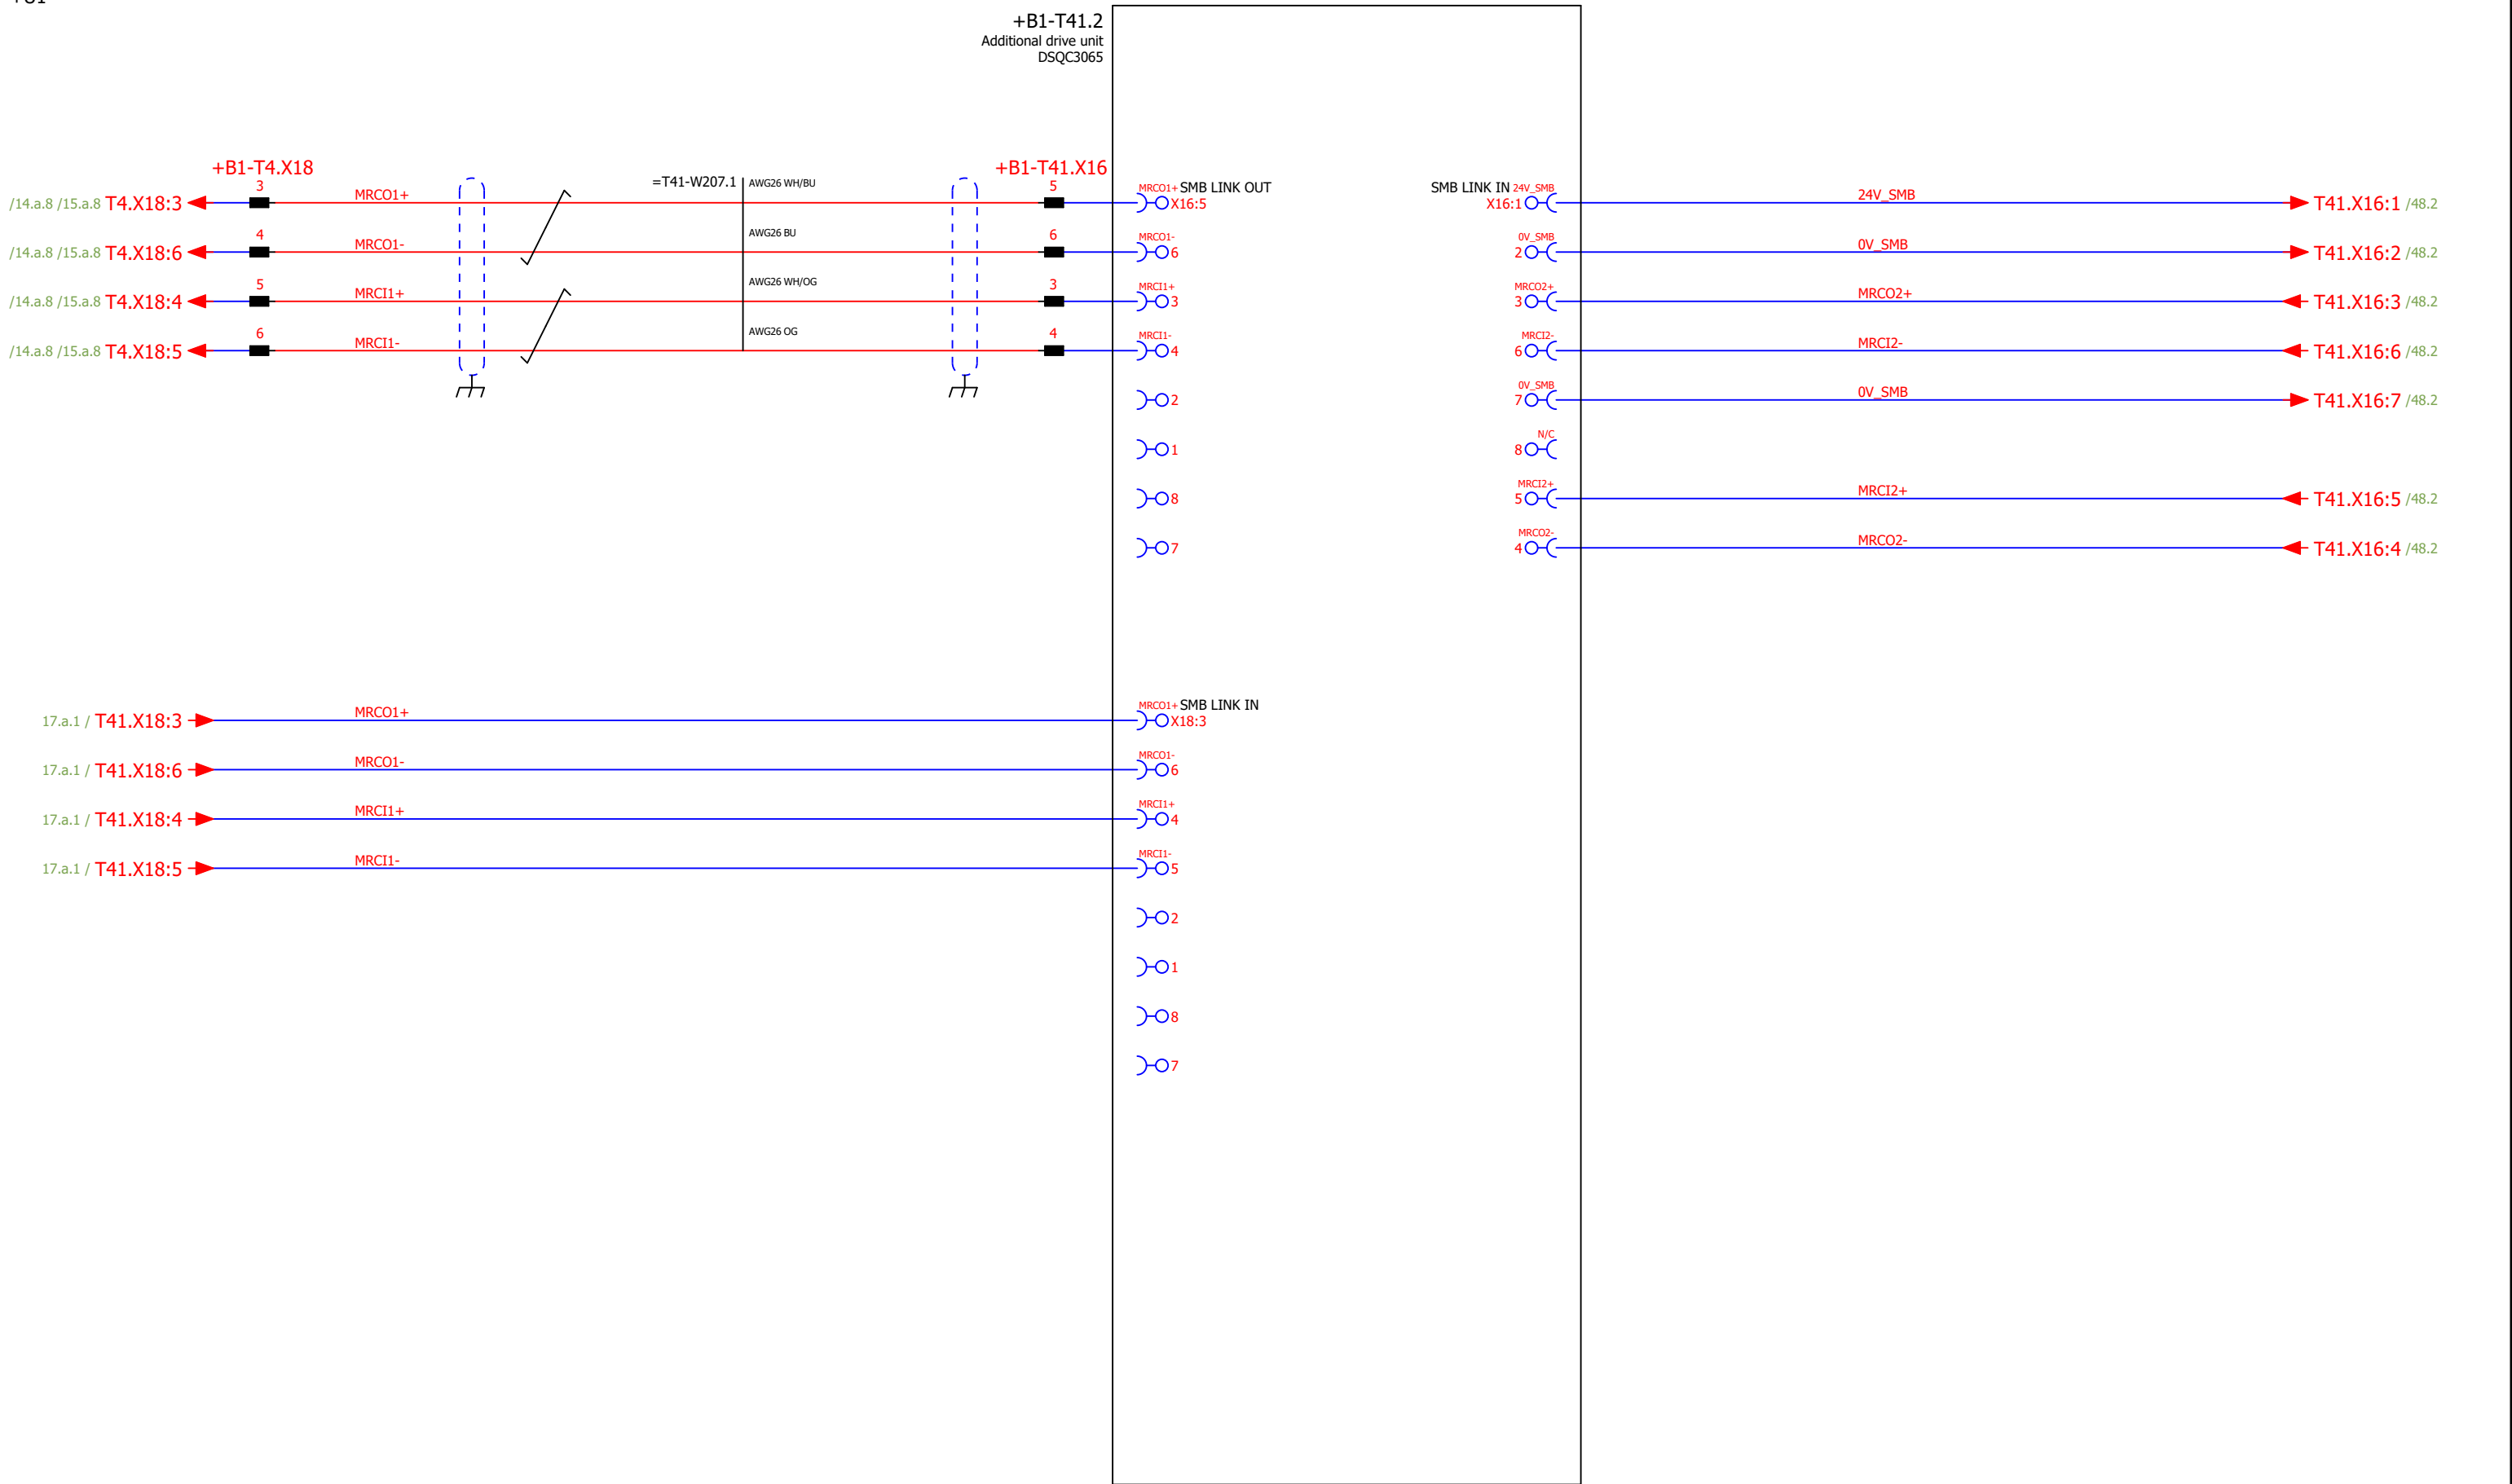 +B1-T41.2
Additional drive unit
DSQC3065
+B1-T4.X18
+B1-T41.X16
/14.a.8 /15.a.8 T4.X18:3 3 MRCO1+ =T41-W207.1 AWG26 WH/BU 5 MRCO1+ SMB LINK OUT X16:5 SMB LINK IN 24V_SMB X16:1 24V_SMB T41.X16:1 /48.2
/14.a.8 /15.a.8 T4.X18:6 4 MRCO1- AWG26 BU 6 MRCO1- 6 0V_SMB 2 0V_SMB T41.X16:2 /48.2
/14.a.8 /15.a.8 T4.X18:4 5 MRCI1+ AWG26 WH/OG 3 MRCI1+ 3 MRCO2+ 3 MRCO2+ T41.X16:3 /48.2
/14.a.8 /15.a.8 T4.X18:5 6 MRCI1- AWG26 OG 4 MRCI1- 4 MRCI2- 6 MRCI2- T41.X16:6 /48.2
2 0V_SMB 7 0V_SMB T41.X16:7 /48.2
1 N/C 8
8 MRCI2+ 5 MRCI2+ T41.X16:5 /48.2
7 MRCO2- 4 MRCO2- T41.X16:4 /48.2
17.a.1 / T41.X18:3 MRCO1+ MRCO1+ SMB LINK IN X18:3
17.a.1 / T41.X18:6 MRCO1- MRCO1- 6
17.a.1 / T41.X18:4 MRCI1+ MRCI1+ 4
17.a.1 / T41.X18:5 MRCI1- MRCI1- 5
2
1
8
7